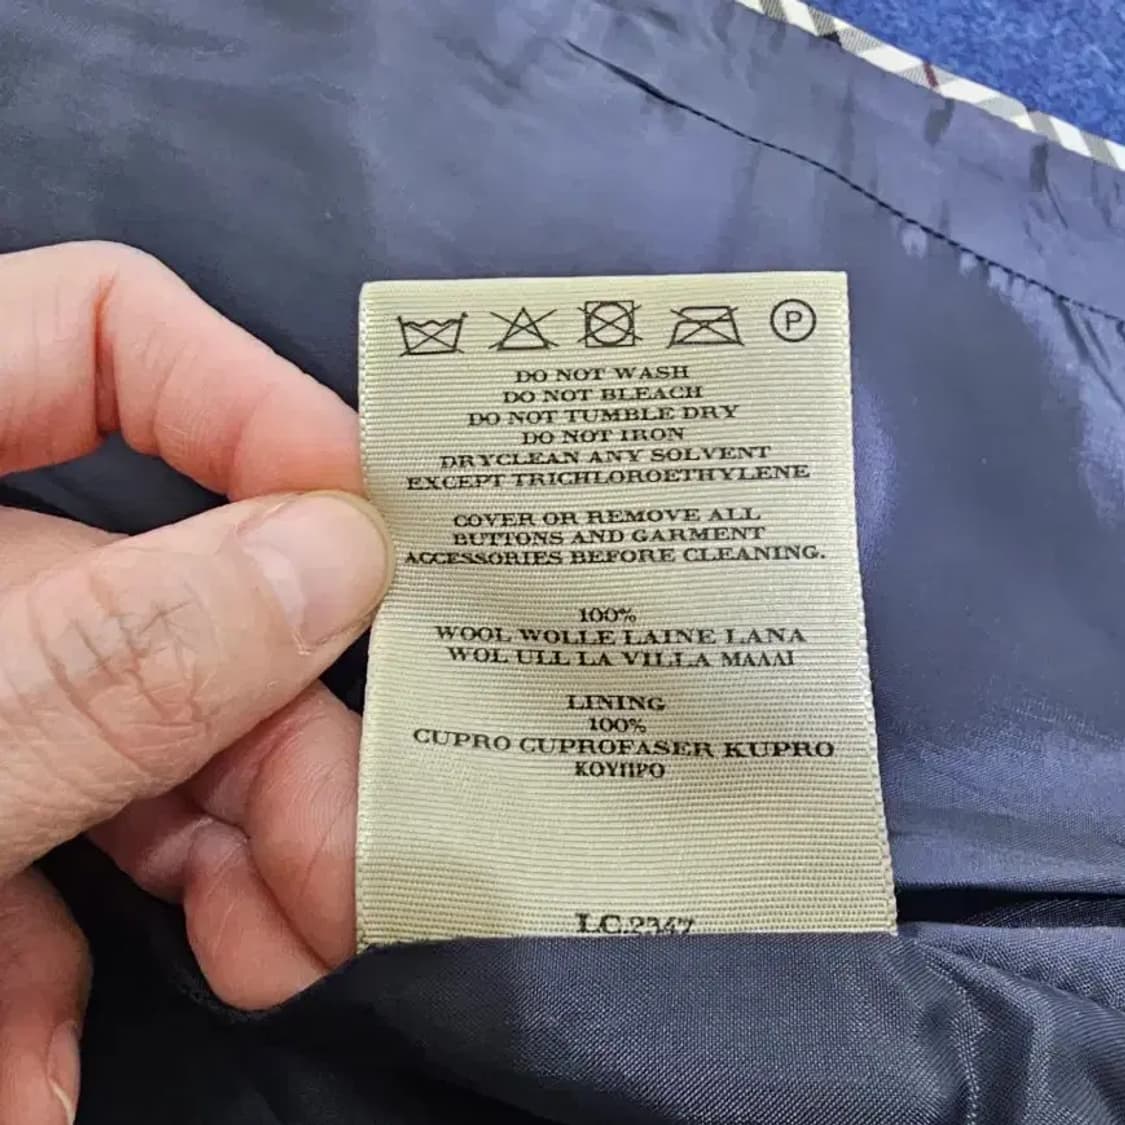 P
DO NOT WASH
DO NOT BLEACH
DO NOT TUMBLE DRY
DO NOT IRON
DRYCLEAN ANY SOLVENT
EXCEPT TRICHLOROETHYLENE
COVER OR REMOVE ALL
BUTTONS AND GARMENT
ACCESSORIES BEFORE CLEANING.
100%
WOOL WOLLE LAINE LANA
WOL ULL LA VILLA ΜΑΛΛΙ
LINING
100%
CUPRO CUPROFASER KUPRO
ΚΟΥΠΡΟ
LC.2347